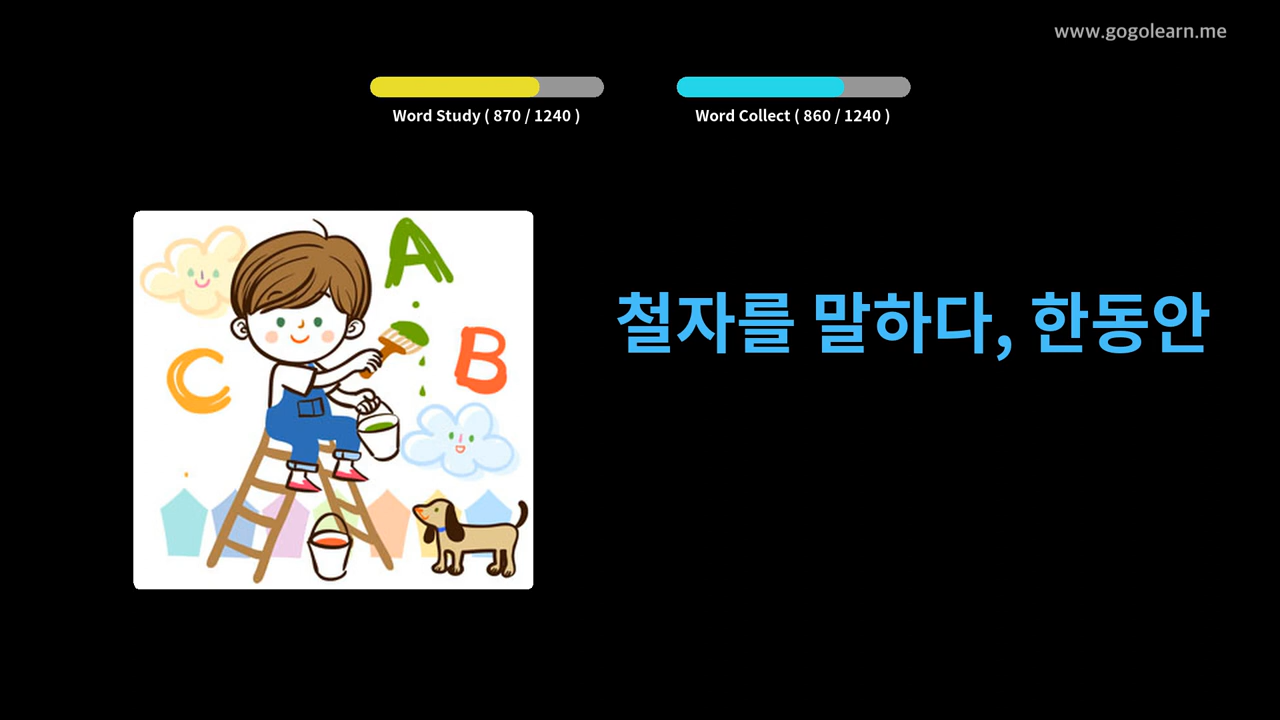 www.gogolearn.me
Word Study ( 870 / 1240 )
Word Collect ( 860 / 1240 )
A
B
C
철자를 말하다, 한동안